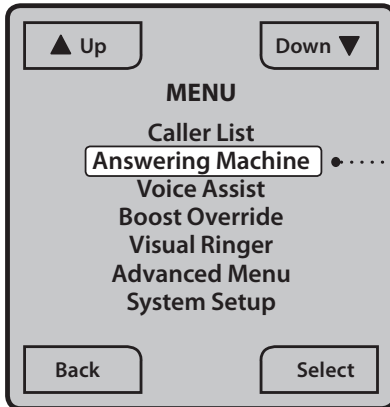 ▲ Up
Down ▼
MENU
Caller List
Answering Machine
Voice Assist
Boost Override
Visual Ringer
Advanced Menu
System Setup
Back
Select